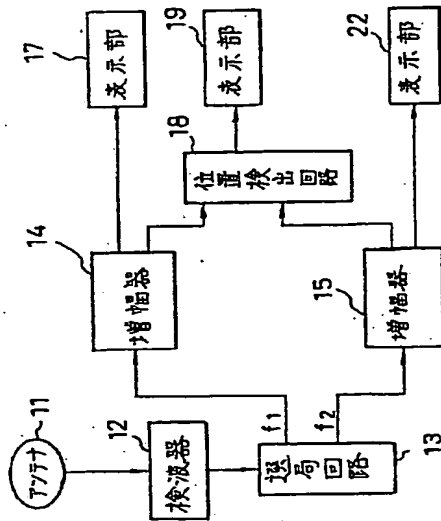 アンテナ
11
検波器
12
選局回路
13
f1
f2
増幅器
14
増幅器
15
表示部
17
位置検出回路
18
表示部
19
表示部
22